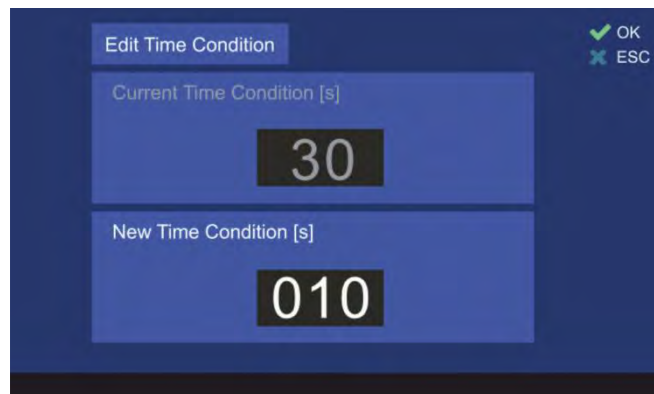 Edit Time Condition
OK
ESC
Current Time Condition [s]
30
New Time Condition [s]
010